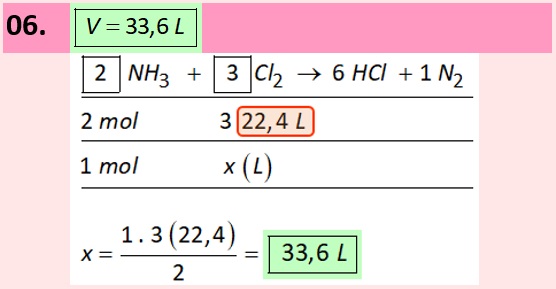 06. V = 33,6 L
2 NH₃ + 3 Cl₂ → 6 HCl + 1 N₂
2 mol 3 22,4 L
1 mol x (L)
x = 1 . 3 (22,4) / 2 = 33,6 L